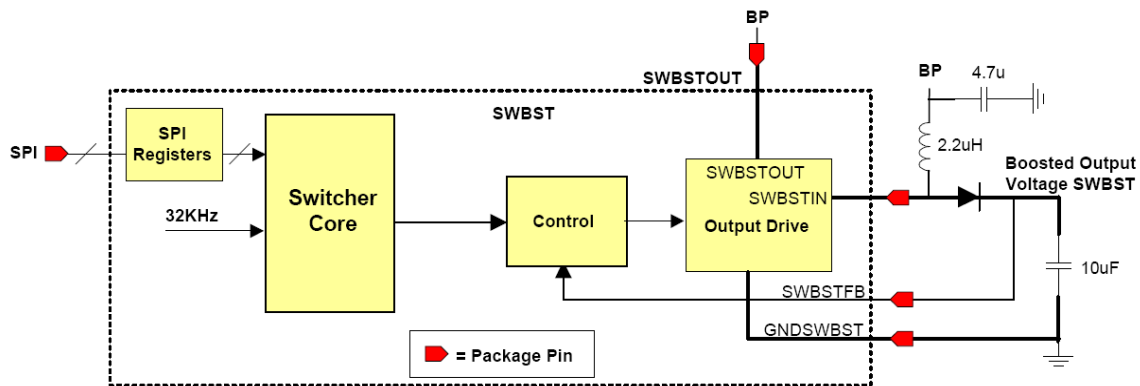 BP
SWBSTOUT
BP
4.7u
SWBST
SPI
SPI
Registers
2.2uH
Boosted Output
Voltage SWBST
SWBSTOUT
SWBSTIN
Switcher
Core
Control
Output Drive
32KHz
10uF
SWBSTFB
GNDSWBST
= Package Pin